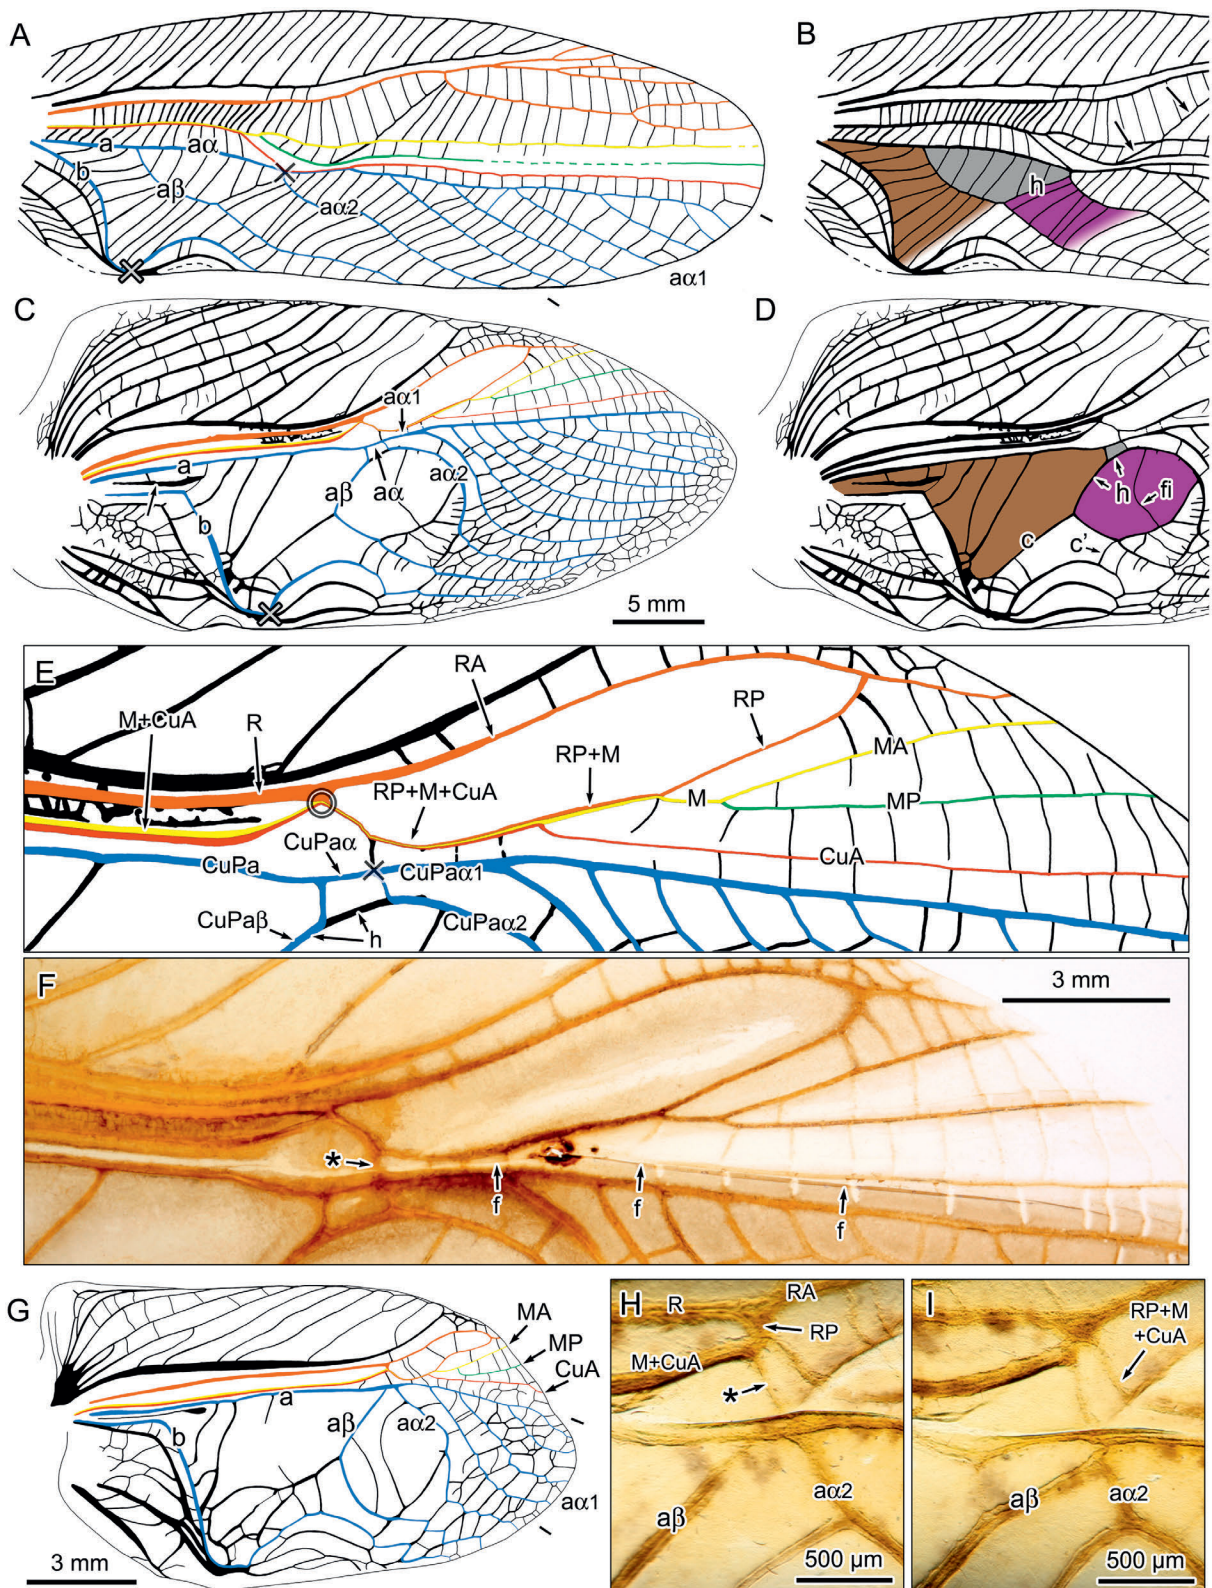 A
a
aα
b
aβ
aα2
aα1
B
h
C
aα1
a
aβ
aα
aα2
b
5 mm
D
h
fi
c
c'
E
RA
M+CuA
R
RP
RP+M
MA
RP+M+CuA
M
MP
CuPaα
CuPa
CuPaα1
CuA
CuPaβ
h
CuPaα2
F
3 mm
*
f
f
f
G
MA
MP
CuA
a
aβ
aα2
b
aα1
3 mm
H
R
RA
RP
M+CuA
*
aβ
aα2
500 µm
I
RP+M
+CuA
aβ
aα2
500 µm